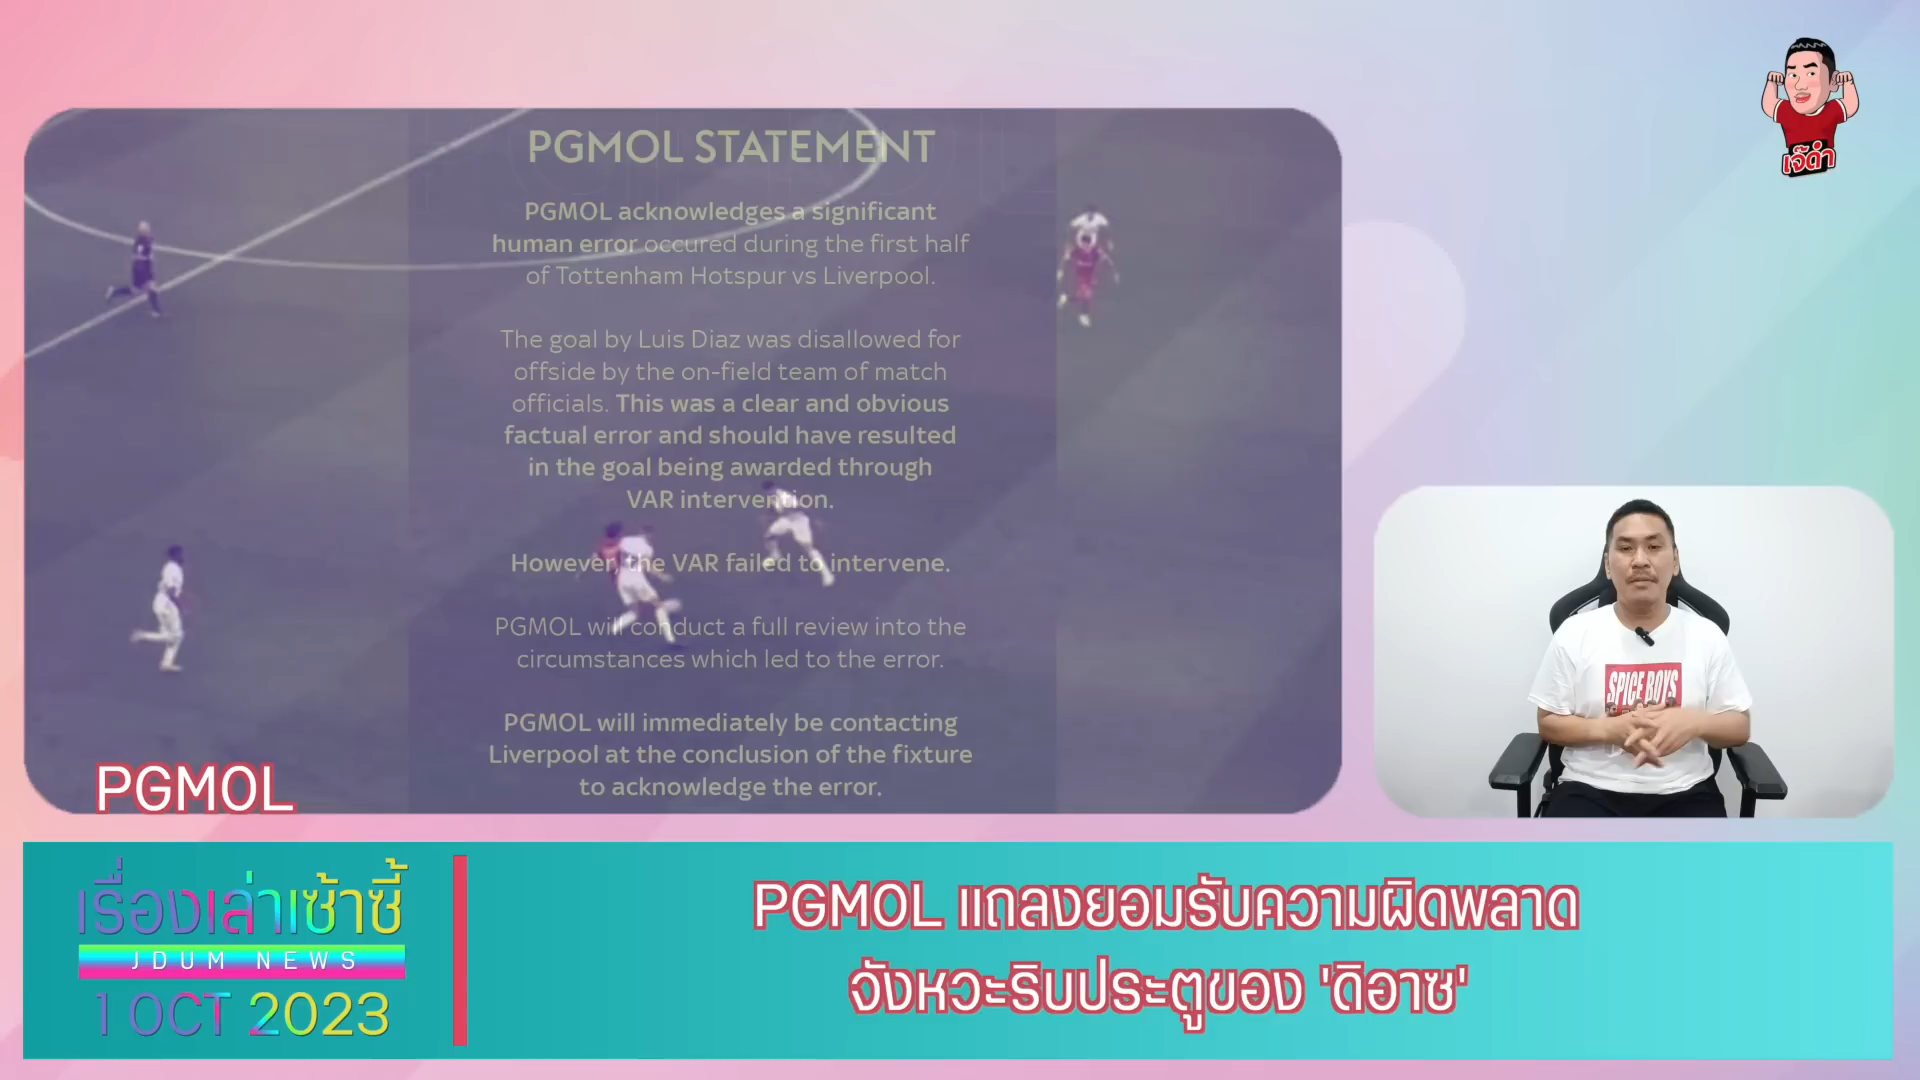 เจ๊ดำ
PGMOL STATEMENT
PGMOL acknowledges a significant
human error occured during the first half
of Tottenham Hotspur vs Liverpool.
The goal by Luis Diaz was disallowed for
offside by the on-field team of match
officials. This was a clear and obvious
factual error and should have resulted
in the goal being awarded through
VAR intervention.
However, the VAR failed to intervene.
PGMOL will conduct a full review into the
circumstances which led to the error.
PGMOL will immediately be contacting
Liverpool at the conclusion of the fixture
to acknowledge the error.
SPICE BOYS
PGMOL
เรื่องเล่าเซ้าซี้
JDUM NEWS
1 OCT 2023
PGMOL แถลงยอมรับความผิดพลาด
จังหวะริบประตูของ 'ดิอาซ'